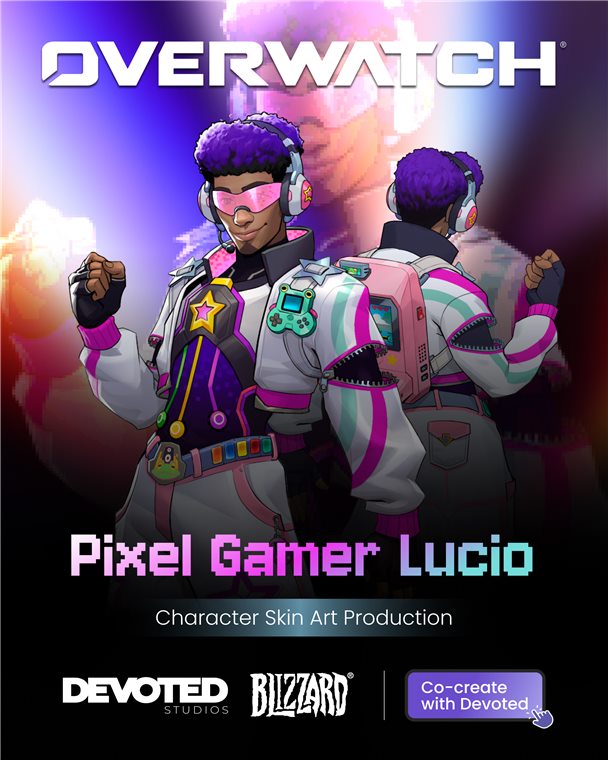 OVERWATCH®
Pixel Gamer Lucio
Character Skin Art Production
DEVOTED
STUDIOS
BLIZZARD®
Co-create
with Devoted